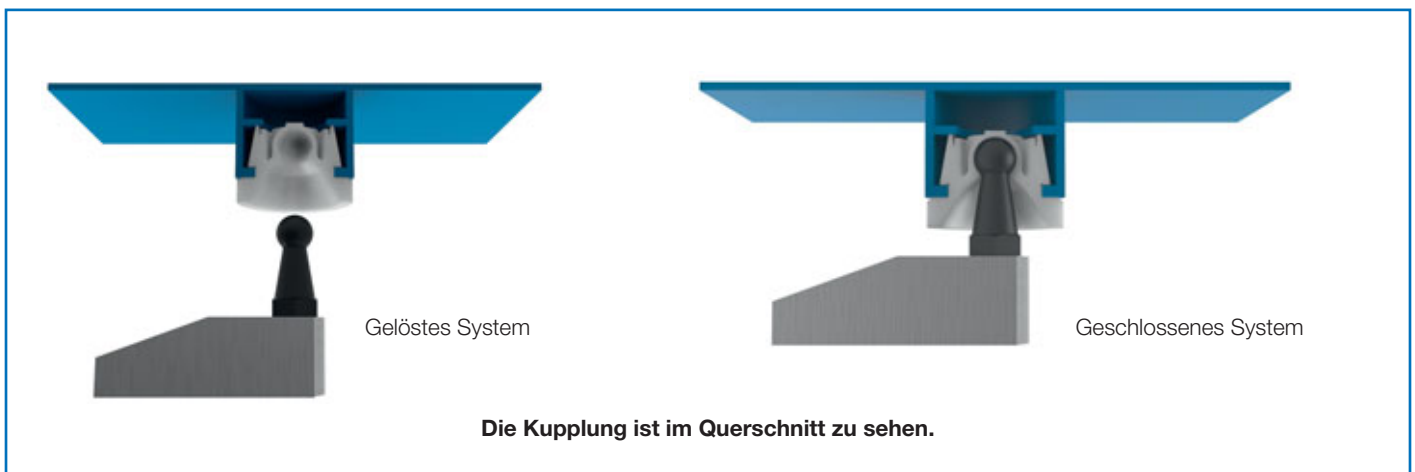 Gelöstes System
Geschlossenes System
Die Kupplung ist im Querschnitt zu sehen.